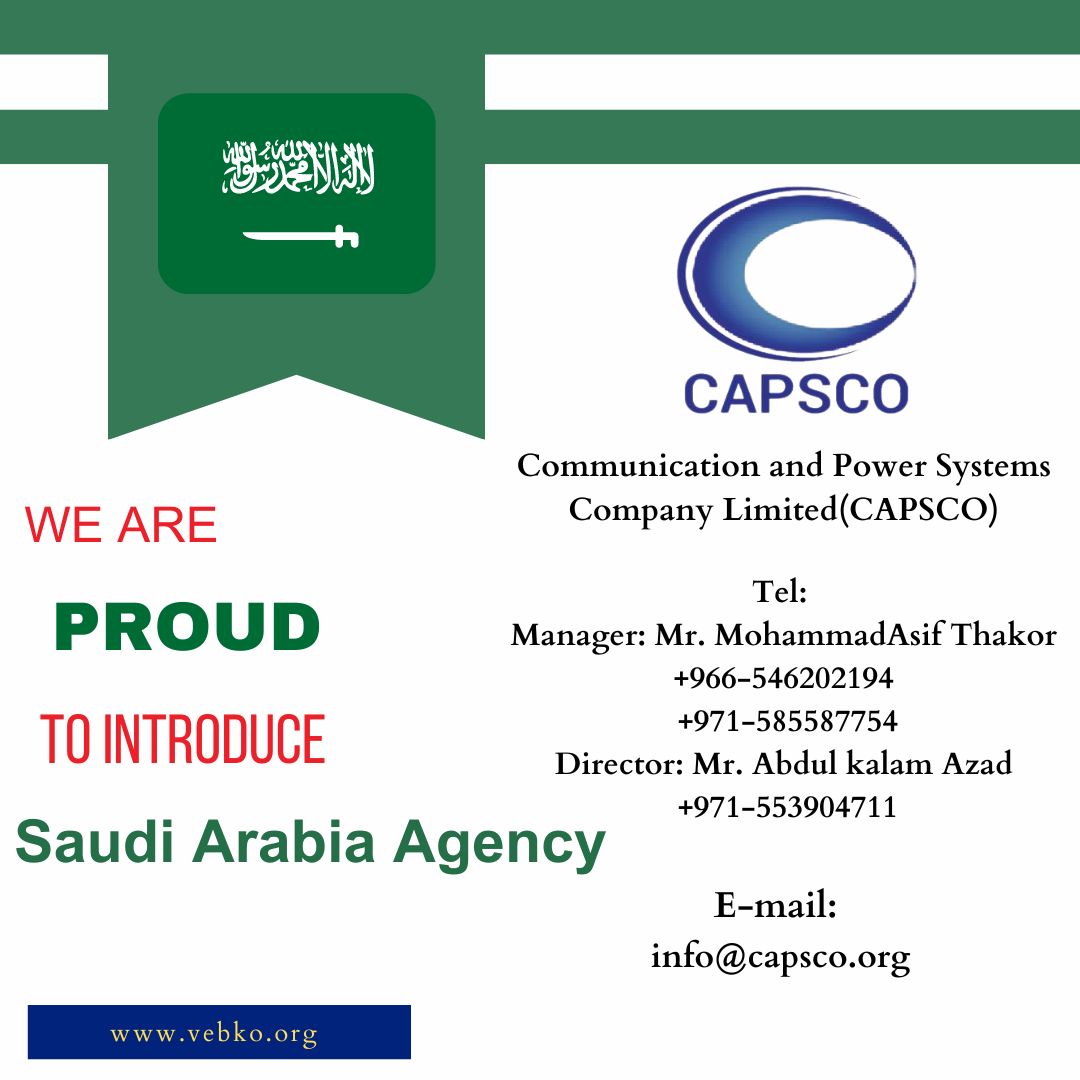 لا إله إلا الله محمد رسول الله
CAPSCO
Communication and Power Systems
Company Limited(CAPSCO)
Tel:
Manager: Mr. MohammadAsif Thakor
+966-546202194
+971-585587754
Director: Mr. Abdul kalam Azad
+971-553904711
E-mail:
info@capsco.org
WE ARE
PROUD
TO INTRODUCE
Saudi Arabia Agency
www.vebko.org